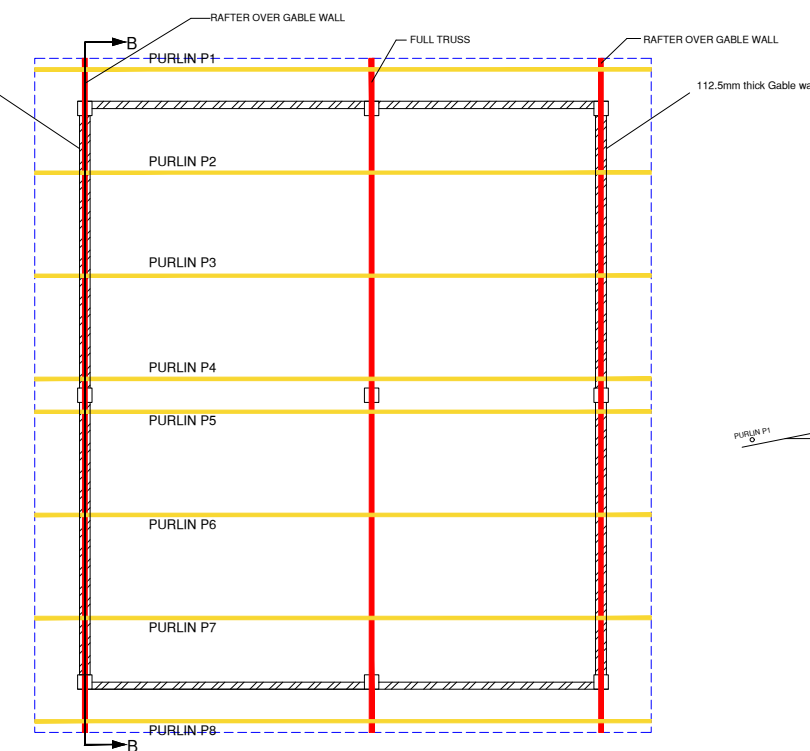 RAFTER OVER GABLE WALL
FULL TRUSS
RAFTER OVER GABLE WALL
B
PURLIN P1
112.5mm thick Gable wa
PURLIN P2
PURLIN P3
PURLIN P4
PURLIN P5
PURLIN P1
PURLIN P6
PURLIN P7
PURLIN P8
B